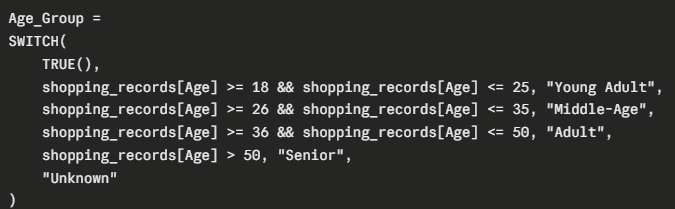 Age_Group =
SWITCH(
    TRUE(),
    shopping_records[Age] >= 18 && shopping_records[Age] <= 25, "Young Adult",
    shopping_records[Age] >= 26 && shopping_records[Age] <= 35, "Middle-Age",
    shopping_records[Age] >= 36 && shopping_records[Age] <= 50, "Adult",
    shopping_records[Age] > 50, "Senior",
    "Unknown"
)